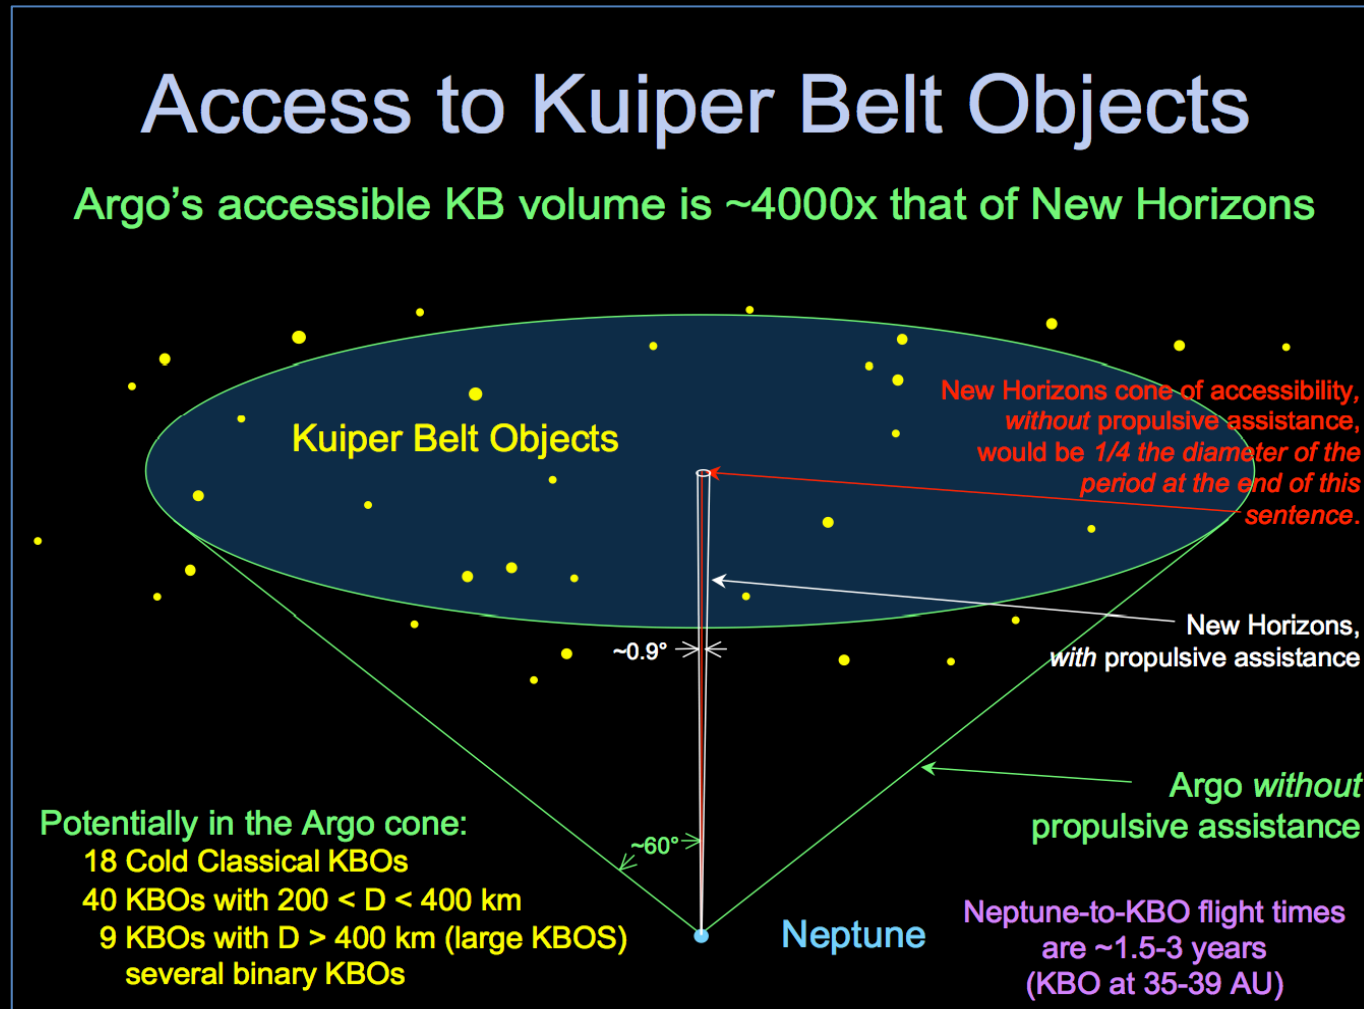 Access to Kuiper Belt Objects
Argo’s accessible KB volume is ~4000x that of New Horizons
New Horizons cone of accessibility,
without propulsive assistance,
would be 1/4 the diameter of the
period at the end of this
sentence.
Kuiper Belt Objects
New Horizons,
with propulsive assistance
~0.9°
Argo without
propulsive assistance
~60°
Potentially in the Argo cone:
18 Cold Classical KBOs
40 KBOs with 200 < D < 400 km
9 KBOs with D > 400 km (large KBOS)
several binary KBOs
Neptune
Neptune-to-KBO flight times
are ~1.5-3 years
(KBO at 35-39 AU)